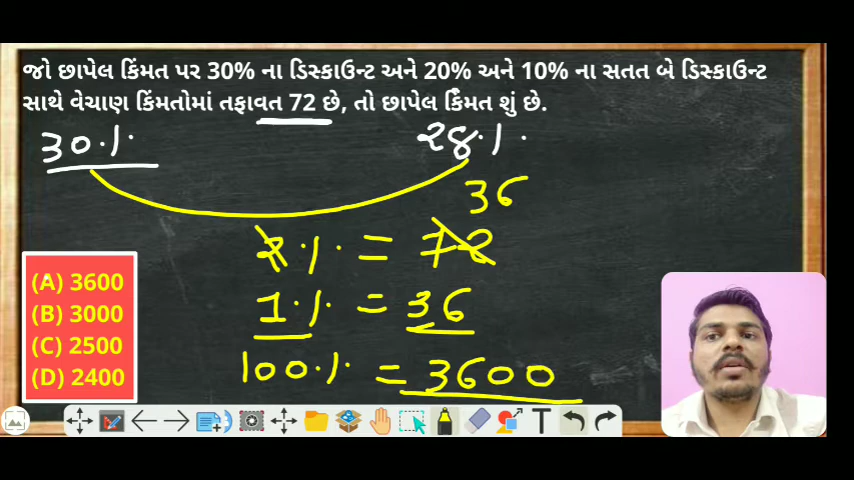 જો છાપેલ કિંમત પર 30% ના ડિસ્કાઉન્ટ અને 20% અને 10% ના સતત બે ડિસ્કાઉન્ટ
સાથે વેચાણ કિંમતોમાં તફાવત 72 છે, તો છાપેલ કિંમત શું છે.
30% 28%
36
2% = 72
1% = 36
100% = 3600
(A) 3600
(B) 3000
(C) 2500
(D) 2400
T